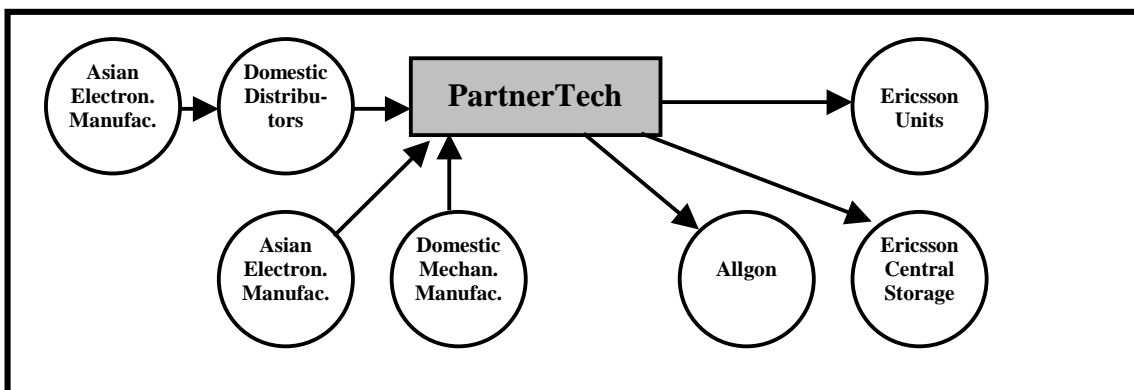 Asian
Electron.
Manufac.
Domestic
Distribu-
tors
PartnerTech
Ericsson
Units
Asian
Electron.
Manufac.
Domestic
Mechan.
Manufac.
Allgon
Ericsson
Central
Storage